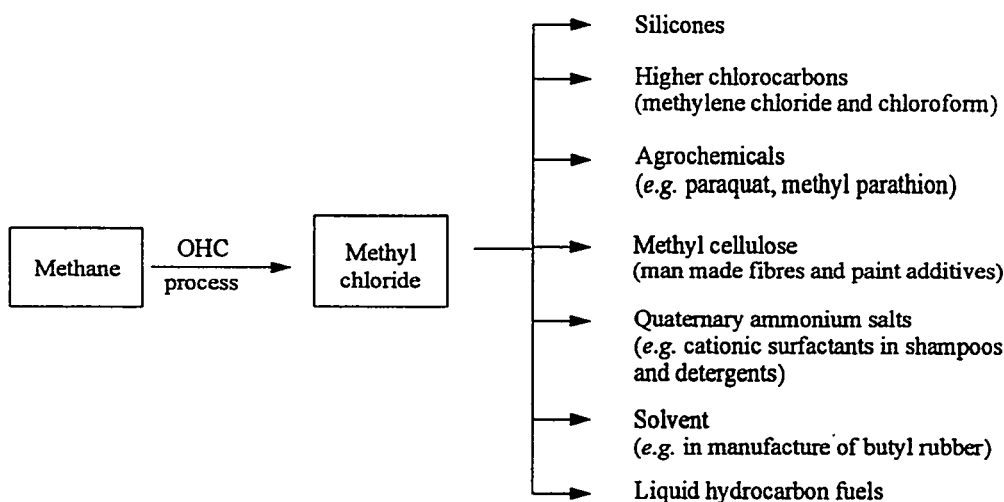 Silicones
Higher chlorocarbons
(methylene chloride and chloroform)
Agrochemicals
(e.g. paraquat, methyl parathion)
Methane
OHC
process
Methyl
chloride
Methyl cellulose
(man made fibres and paint additives)
Quaternary ammonium salts
(e.g. cationic surfactants in shampoos
and detergents)
Solvent
(e.g. in manufacture of butyl rubber)
Liquid hydrocarbon fuels